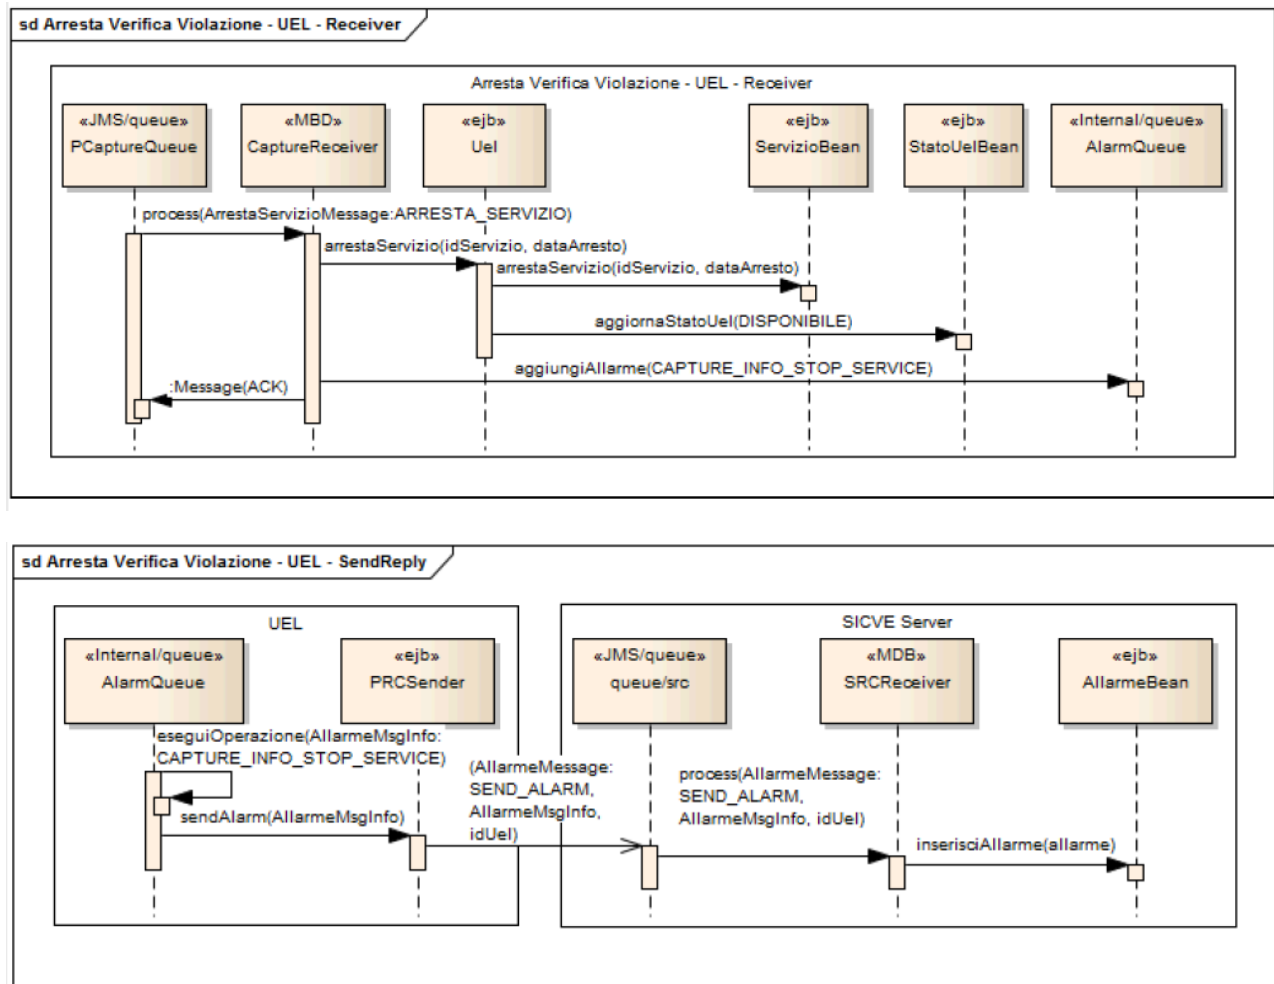 sd Arresta Verifica Violazione - UEL - Receiver
Arresta Verifica Violazione - UEL - Receiver
«JMS/queue»
PCaptureQueue
«MBD»
CaptureReceiver
«ejb»
Uel
«ejb»
ServizioBean
«ejb»
StatoUelBean
«Internal/queue»
AlarmQueue
process(ArrestaServizioMessage:ARRESTA_SERVIZIO)
arrestaServizio(idServizio, dataArresto)
arrestaServizio(idServizio, dataArresto)
aggiornaStatoUel(DISPONIBILE)
aggiungiAllarme(CAPTURE_INFO_STOP_SERVICE)
:Message(ACK)
sd Arresta Verifica Violazione - UEL - SendReply
UEL
SICVE Server
«Internal/queue»
AlarmQueue
«ejb»
PRCSender
«JMS/queue»
queue/src
«MDB»
SRCReceiver
«ejb»
AllarmeBean
eseguiOperazione(AllarmeMsgInfo:
CAPTURE_INFO_STOP_SERVICE)
sendAlarm(AllarmeMsgInfo)
(AllarmeMessage:
SEND_ALARM,
AllarmeMsgInfo,
idUel)
process(AllarmeMessage:
SEND_ALARM,
AllarmeMsgInfo, idUel)
inserisciAllarme(allarme)